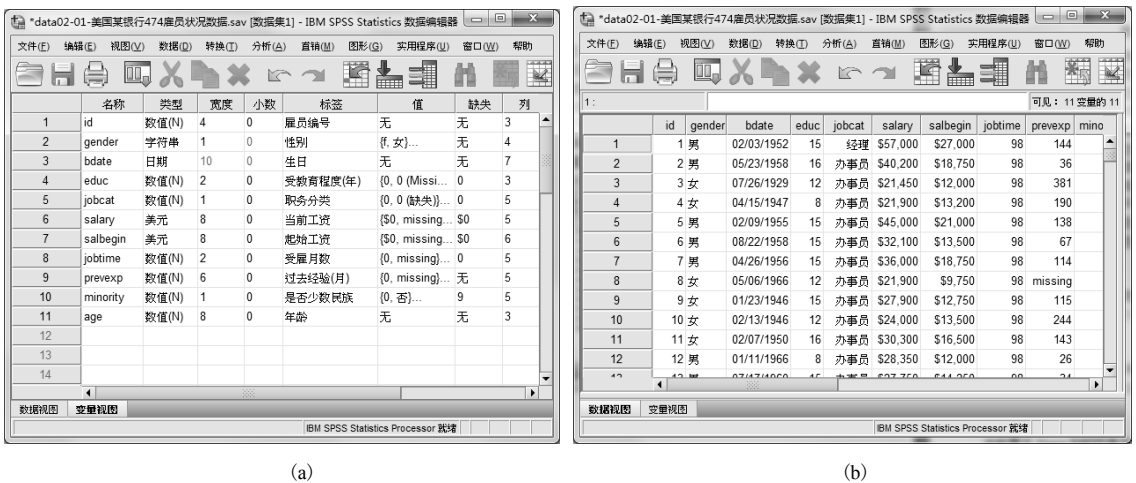 *data02-01-美国某银行474雇员状况数据.sav [数据集1] - IBM SPSS Statistics 数据编辑器
文件(F) 编辑(E) 视图(V) 数据(D) 转换(T) 分析(A) 直销(M) 图形(G) 实用程序(U) 窗口(W) 帮助
名称 类型 宽度 小数 标签 值 缺失 列
1 id 数值(N) 4 0 雇员编号 无 无 3
2 gender 字符串 1 0 性别 {f, 女}... 无 4
3 bdate 日期 10 0 生日 无 无 7
4 educ 数值(N) 2 0 受教育程度(年) {0, 0 (Missi... 0 3
5 jobcat 数值(N) 1 0 职务分类 {0, 0 (缺失)}... 0 5
6 salary 美元 8 0 当前工资 {$0, missing... $0 5
7 salbegin 美元 8 0 起始工资 {$0, missing... $0 6
8 jobtime 数值(N) 2 0 受雇月数 {0, missing}... 0 5
9 prevexp 数值(N) 6 0 过去经验(月) {0, missing}... 无 5
10 minority 数值(N) 1 0 是否少数民族 {0, 否}... 9 5
11 age 数值(N) 8 0 年龄 无 无 3
12
13
14
数据视图 变量视图
IBM SPSS Statistics Processor 就绪
(a)
*data02-01-美国某银行474雇员状况数据.sav [数据集1] - IBM SPSS Statistics 数据编辑器
文件(F) 编辑(E) 视图(V) 数据(D) 转换(T) 分析(A) 直销(M) 图形(G) 实用程序(U) 窗口(W) 帮助
1 : 可见： 11 变量的 11
id gender bdate educ jobcat salary salbegin jobtime prevexp mino
1 1 男 02/03/1952 15 经理 $57,000 $27,000 98 144
2 2 男 05/23/1958 16 办事员 $40,200 $18,750 98 36
3 3 女 07/26/1929 12 办事员 $21,450 $12,000 98 381
4 4 女 04/15/1947 8 办事员 $21,900 $13,200 98 190
5 5 男 02/09/1955 15 办事员 $45,000 $21,000 98 138
6 6 男 08/22/1958 15 办事员 $32,100 $13,500 98 67
7 7 男 04/26/1956 15 办事员 $36,000 $18,750 98 114
8 8 女 05/06/1966 12 办事员 $21,900 $9,750 98 missing
9 9 女 01/23/1946 15 办事员 $27,900 $12,750 98 115
10 10 女 02/13/1946 12 办事员 $24,000 $13,500 98 244
11 11 女 02/07/1950 16 办事员 $30,300 $16,500 98 143
12 12 男 01/11/1966 8 办事员 $28,350 $12,000 98 26
数据视图 变量视图
IBM SPSS Statistics Processor 就绪
(b)